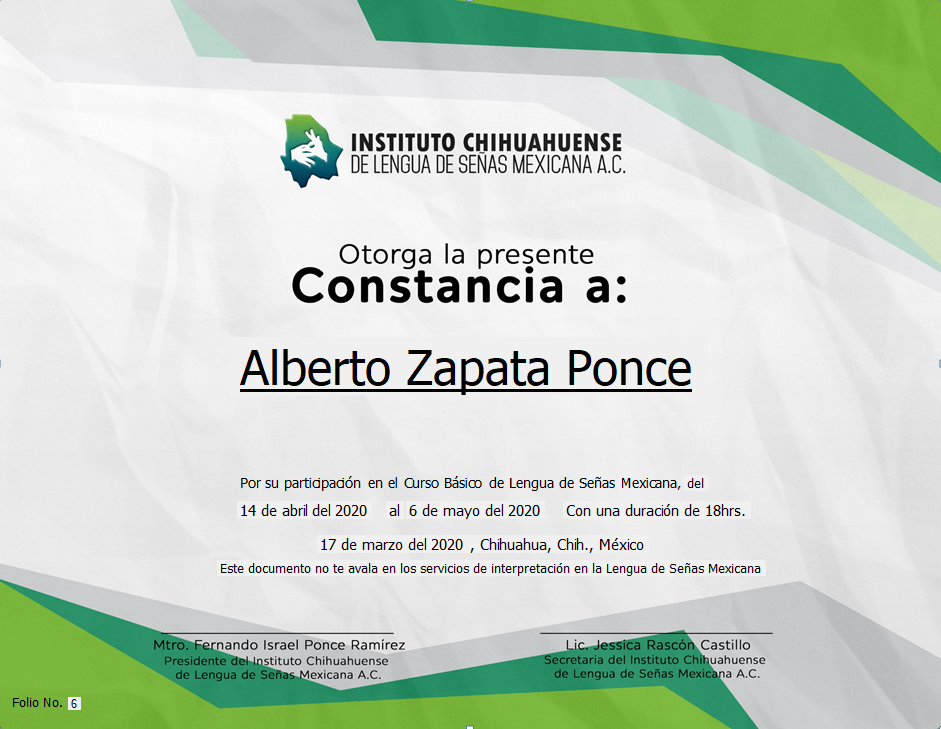 INSTITUTO CHIHUAHUENSE
DE LENGUA DE SEÑAS MEXICANA A.C.
Otorga la presente
Constancia a:
Alberto Zapata Ponce
Por su participación en el Curso Básico de Lengua de Señas Mexicana, del
14 de abril del 2020 al 6 de mayo del 2020 Con una duración de 18hrs.
17 de marzo del 2020 , Chihuahua, Chih., México
Este documento no te avala en los servicios de interpretación en la Lengua de Señas Mexicana
Mtro. Fernando Israel Ponce Ramírez
Presidente del Instituto Chihuahuense
de Lengua de Señas Mexicana A.C.
Lic. Jessica Rascón Castillo
Secretaria del Instituto Chihuahuense
de Lengua de Señas Mexicana A.C.
Folio No. 6